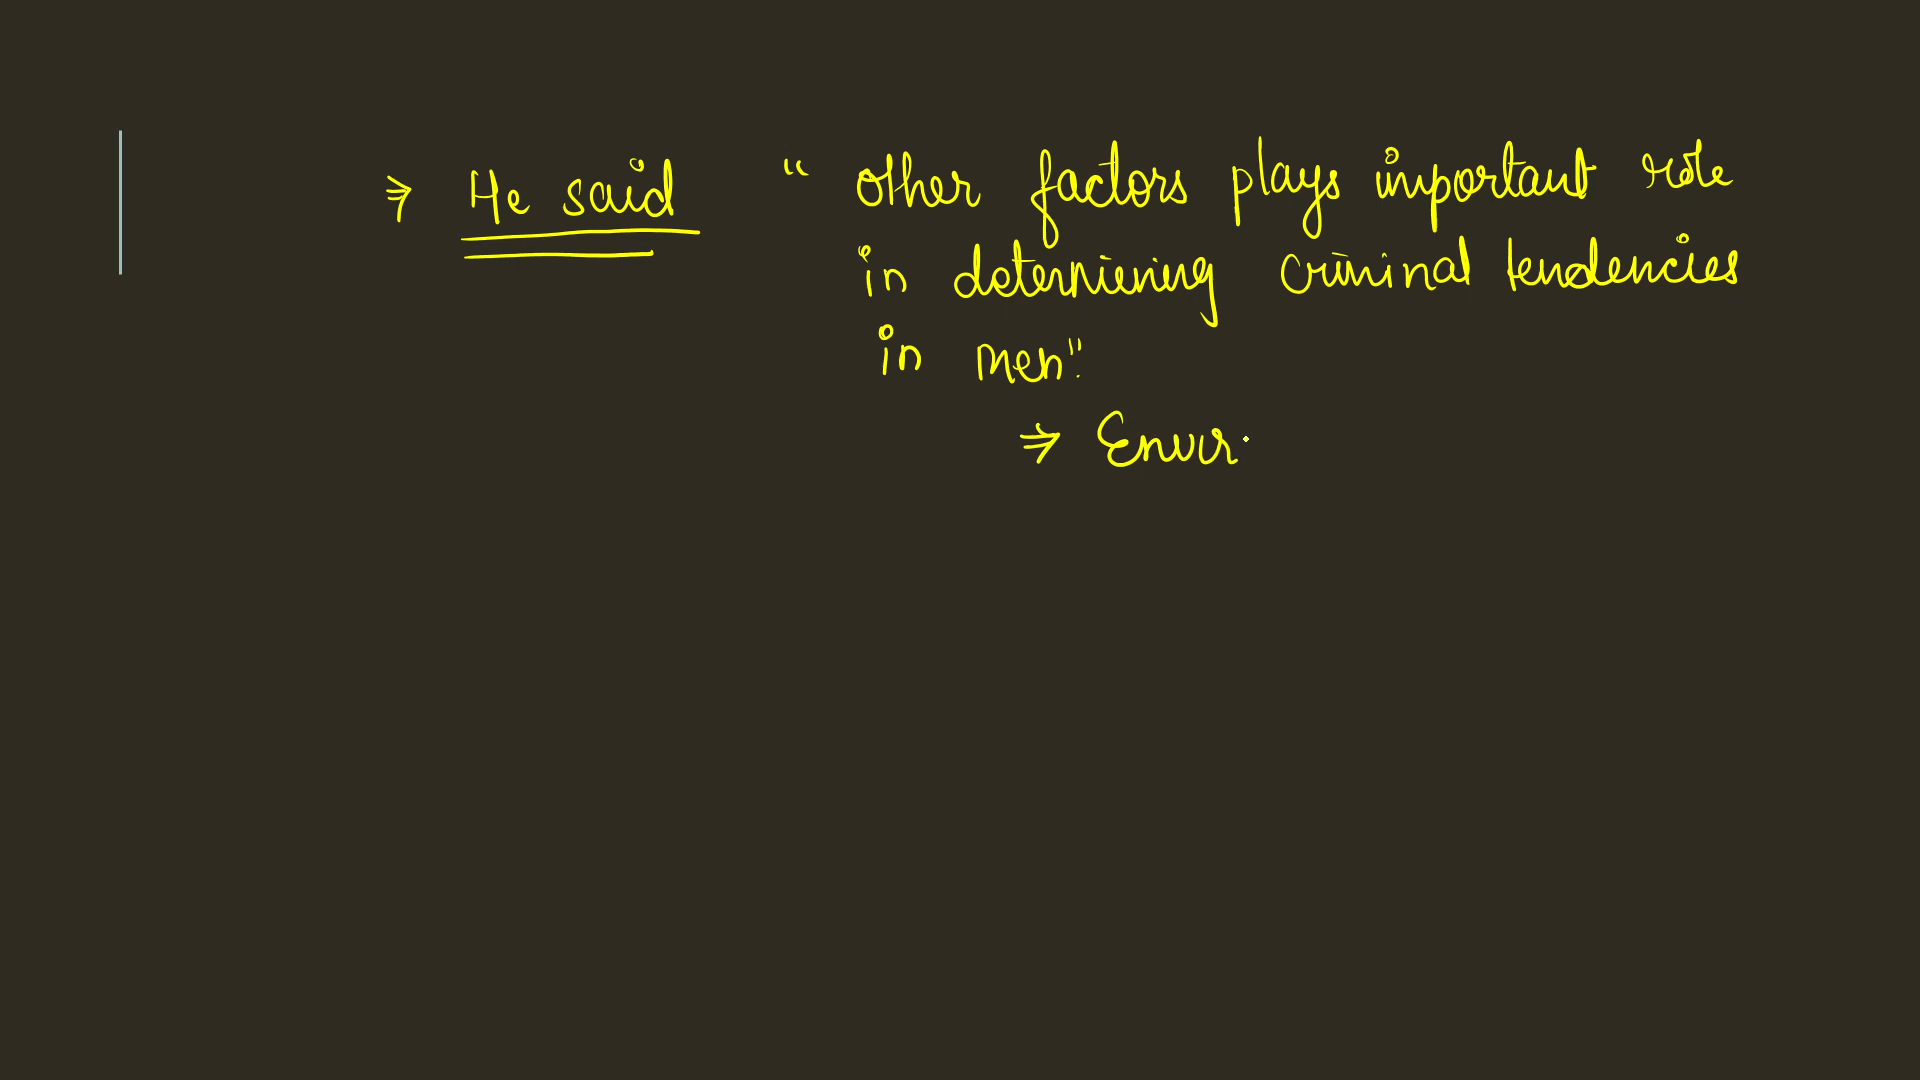 ⇒ He said " other factors plays important role
in determining criminal tendencies
in men".
⇒ Envir